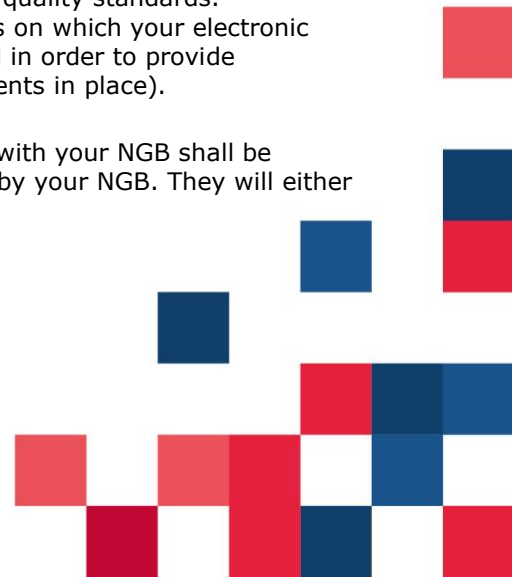 quality standards.
s on which your electronic
d in order to provide
ents in place).
with your NGB shall be
by your NGB. They will either